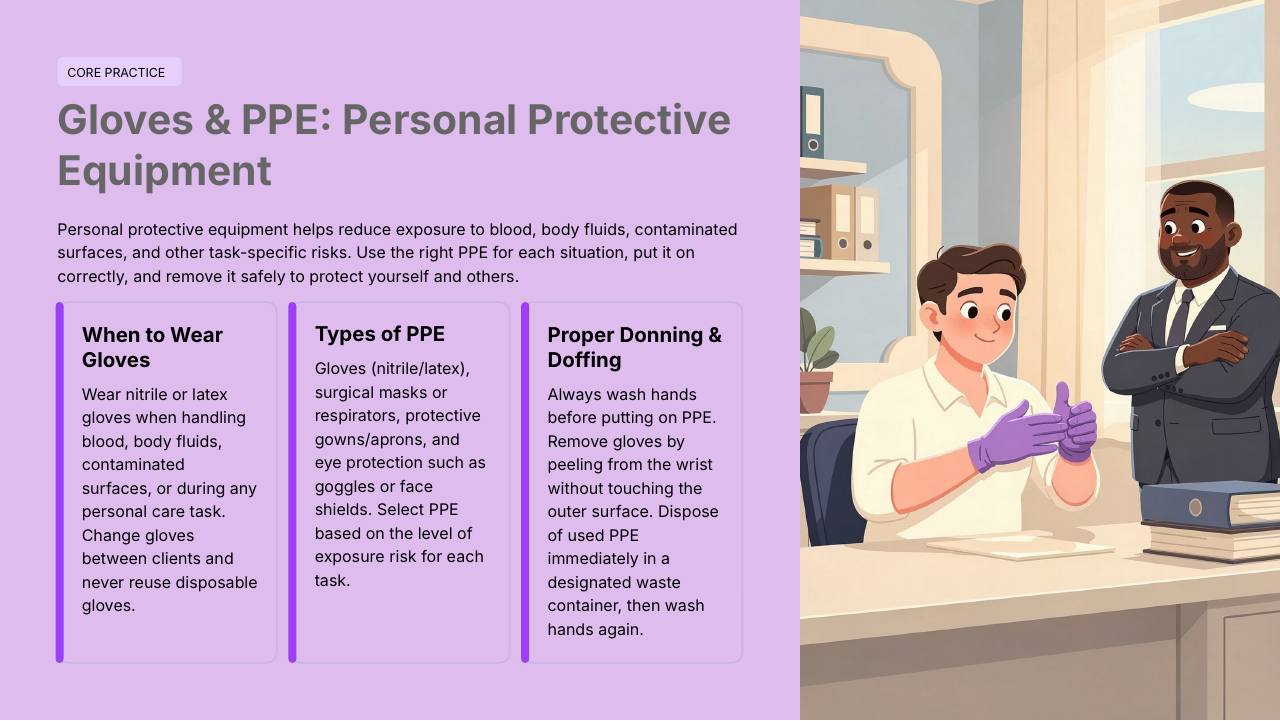 CORE PRACTICE
Gloves & PPE: Personal Protective
Equipment
Personal protective equipment helps reduce exposure to blood, body fluids, contaminated
surfaces, and other task-specific risks. Use the right PPE for each situation, put it on
correctly, and remove it safely to protect yourself and others.
When to Wear
Gloves
Wear nitrile or latex
gloves when handling
blood, body fluids,
contaminated
surfaces, or during any
personal care task.
Change gloves
between clients and
never reuse disposable
gloves.
Types of PPE
Gloves (nitrile/latex),
surgical masks or
respirators, protective
gowns/aprons, and
eye protection such as
goggles or face
shields. Select PPE
based on the level of
exposure risk for each
task.
Proper Donning &
Doffing
Always wash hands
before putting on PPE.
Remove gloves by
peeling from the wrist
without touching the
outer surface. Dispose
of used PPE
immediately in a
designated waste
container, then wash
hands again.